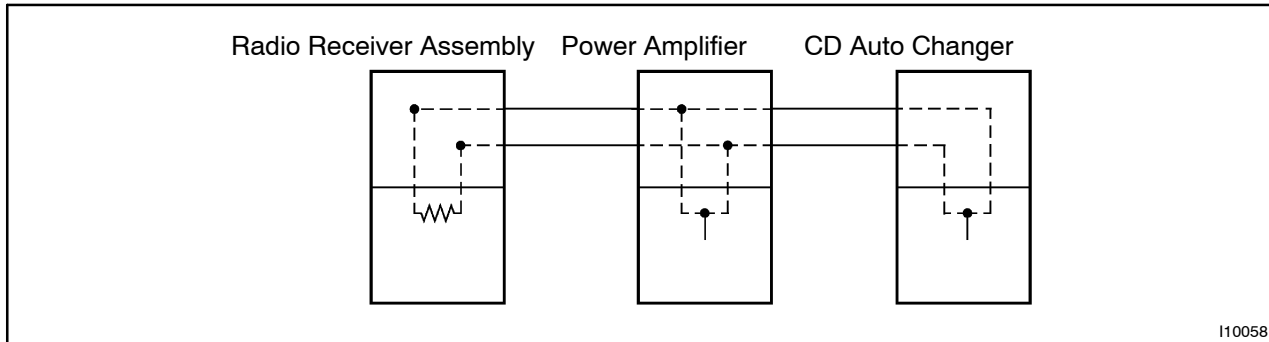 Radio Receiver Assembly Power Amplifier CD Auto Changer
I10058